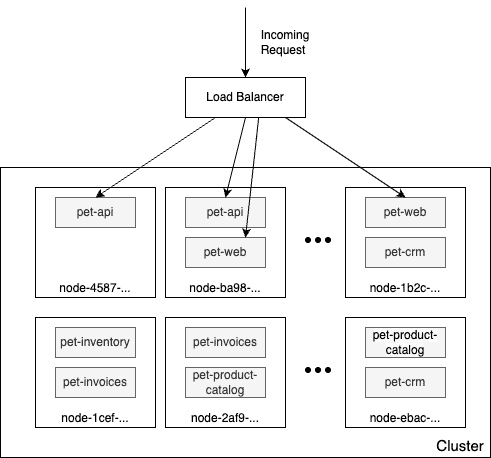 Incoming
Request
Load Balancer
pet-api
pet-api
pet-web
pet-web
pet-crm
node-4587-...
node-ba98-...
node-1b2c-...
pet-inventory
pet-invoices
pet-product-
catalog
pet-invoices
pet-product-
catalog
pet-crm
node-1cef-...
node-2af9-...
node-ebac-...
Cluster